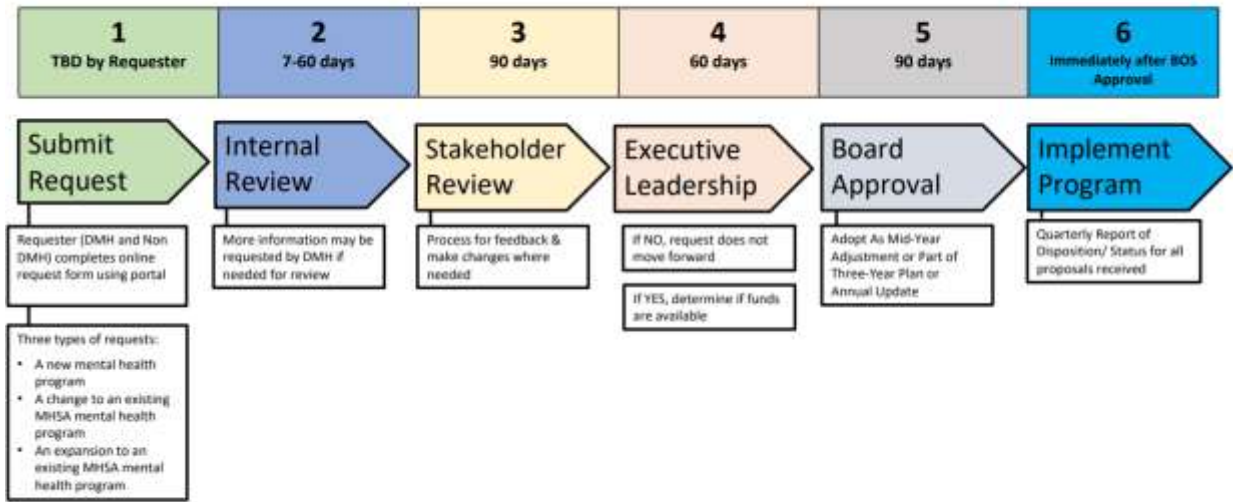 1
TBD by Requester
2
7-60 days
3
90 days
4
60 days
5
90 days
6
Immediately after BOS
Approval
Submit
Request
Internal
Review
Stakeholder
Review
Executive
Leadership
Board
Approval
Implement
Program
Requester (DMH and Non
DMH) completes online
request form using portal
More information may be
requested by DMH if
needed for review
Process for feedback &
make changes where
needed
If NO, request does not
move forward
If YES, determine if funds
are available
Adopt As Mid-Year
Adjustment or Part of
Three-Year Plan or
Annual Update
Quarterly Report of
Disposition/ Status for all
proposals received
Three types of requests:
• A new mental health
program
• A change to an existing
MHSA mental health
program
• An expansion to an
existing MHSA mental
health program